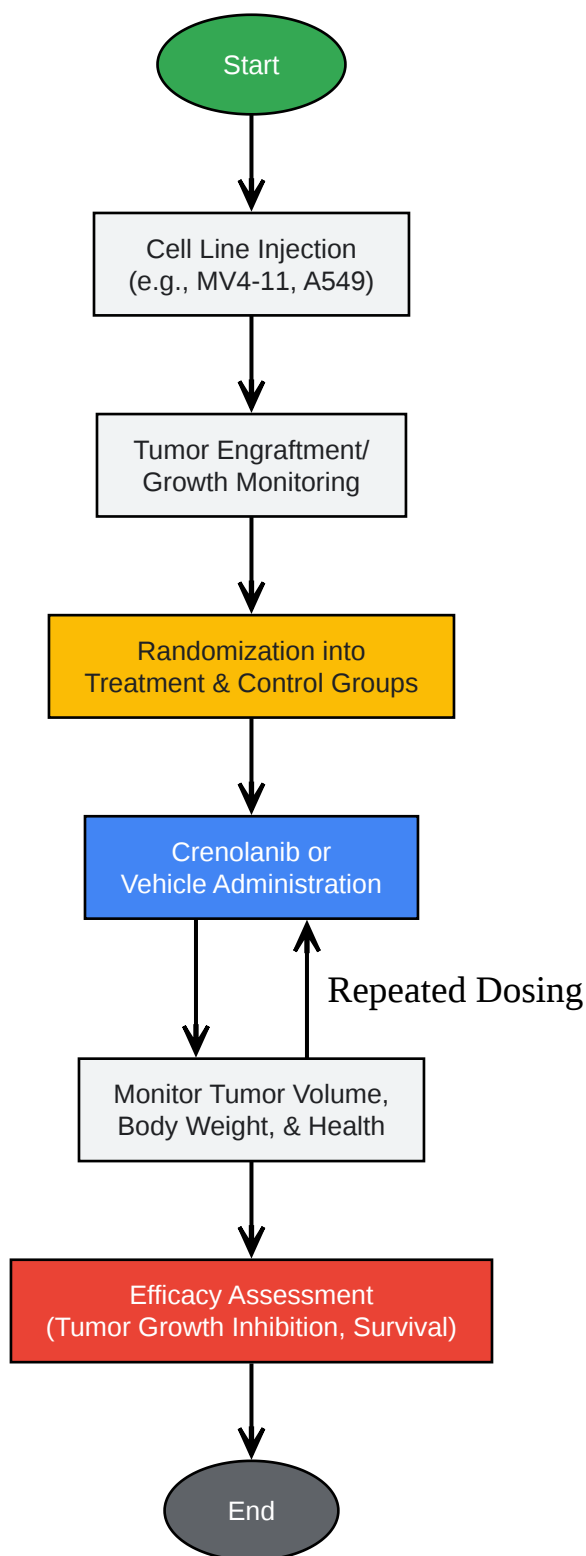 Start
Cell Line Injection
(e.g., MV4-11, A549)
Tumor Engraftment/
Growth Monitoring
Randomization into
Treatment & Control Groups
Crenolanib or
Vehicle Administration
Repeated Dosing
Monitor Tumor Volume,
Body Weight, & Health
Efficacy Assessment
(Tumor Growth Inhibition, Survival)
End